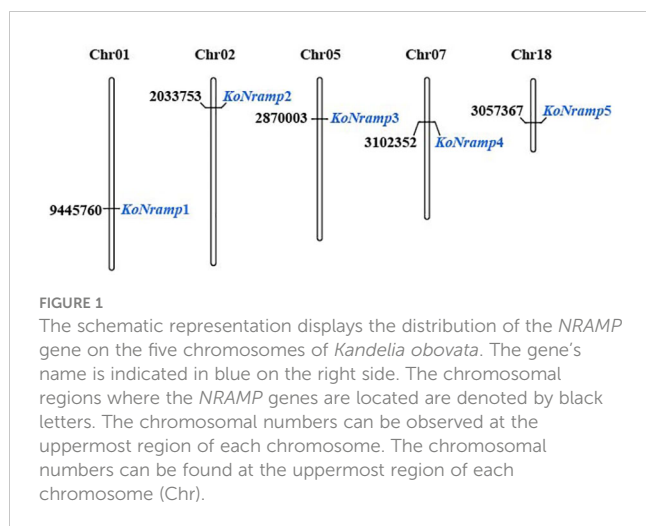 Chr01 Chr02 Chr05 Chr07 Chr18
2033753 KoNramp2 3057367 KoNramp5
2870003 KoNramp3
3102352 KoNramp4
9445760 KoNramp1
FIGURE 1
The schematic representation displays the distribution of the NRAMP
gene on the five chromosomes of Kandelia obovata. The gene's
name is indicated in blue on the right side. The chromosomal
regions where the NRAMP genes are located are denoted by black
letters. The chromosomal numbers can be observed at the
uppermost region of each chromosome. The chromosomal
numbers can be found at the uppermost region of each
chromosome (Chr).